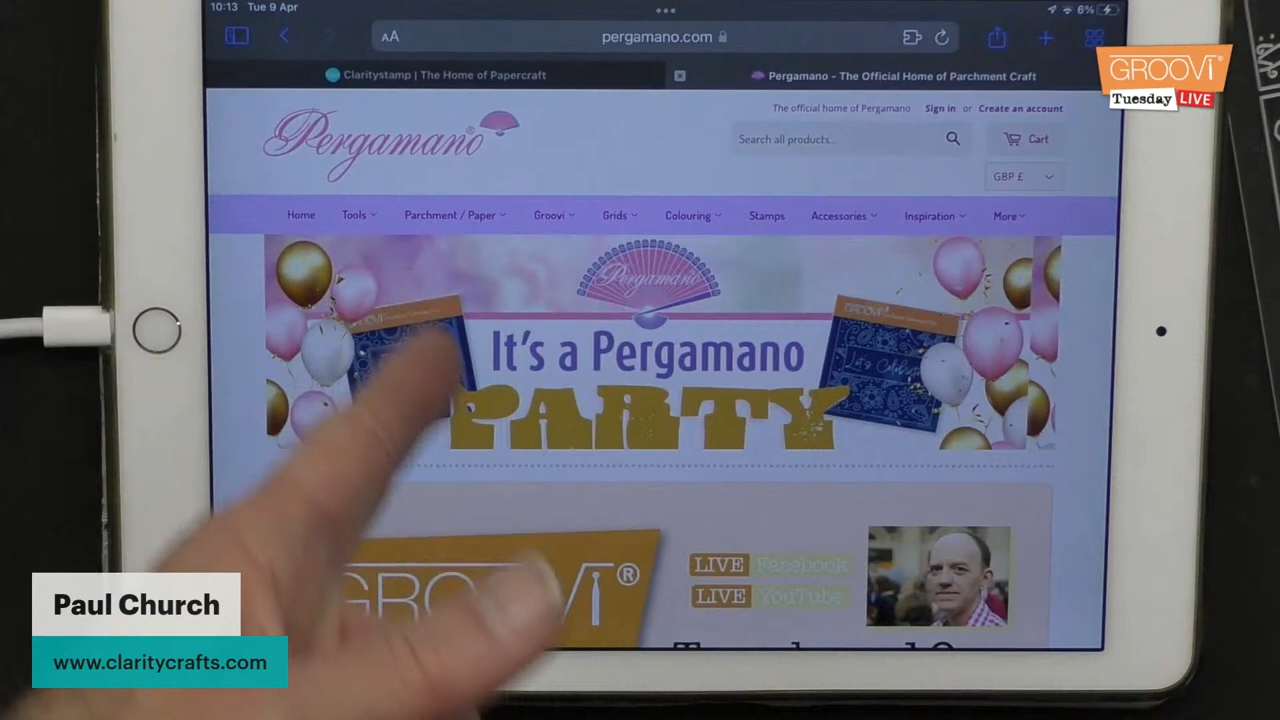 10:13 Tue 9 Apr
6%
AA
pergamano.com
Claritystamp | The Home of Papercraft
Pergamano - The Official Home of Parchment Craft
GROOVI®
Tuesday LIVE
Pergamano®
The official home of Pergamano Sign in or Create an account
Search all products...
Cart
GBP £
Home Tools Parchment / Paper Groovi Grids Colouring Stamps Accessories Inspiration More
Pergamano
GROOVI
It's a Pergamano
PARTY
Let's
GROOVI®
LIVE Facebook
LIVE YouTube
Paul Church
www.claritycrafts.com